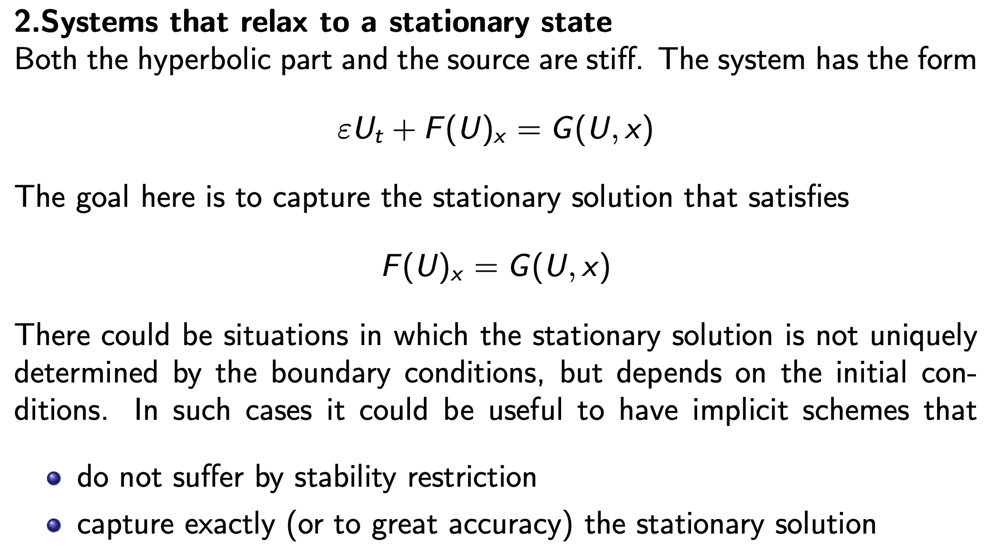 2.Systems that relax to a stationary state
Both the hyperbolic part and the source are stiff. The system has the form
εU_t + F(U)_x = G(U, x)
The goal here is to capture the stationary solution that satisfies
F(U)_x = G(U, x)
There could be situations in which the stationary solution is not uniquely
determined by the boundary conditions, but depends on the initial con-
ditions. In such cases it could be useful to have implicit schemes that
• do not suffer by stability restriction
• capture exactly (or to great accuracy) the stationary solution